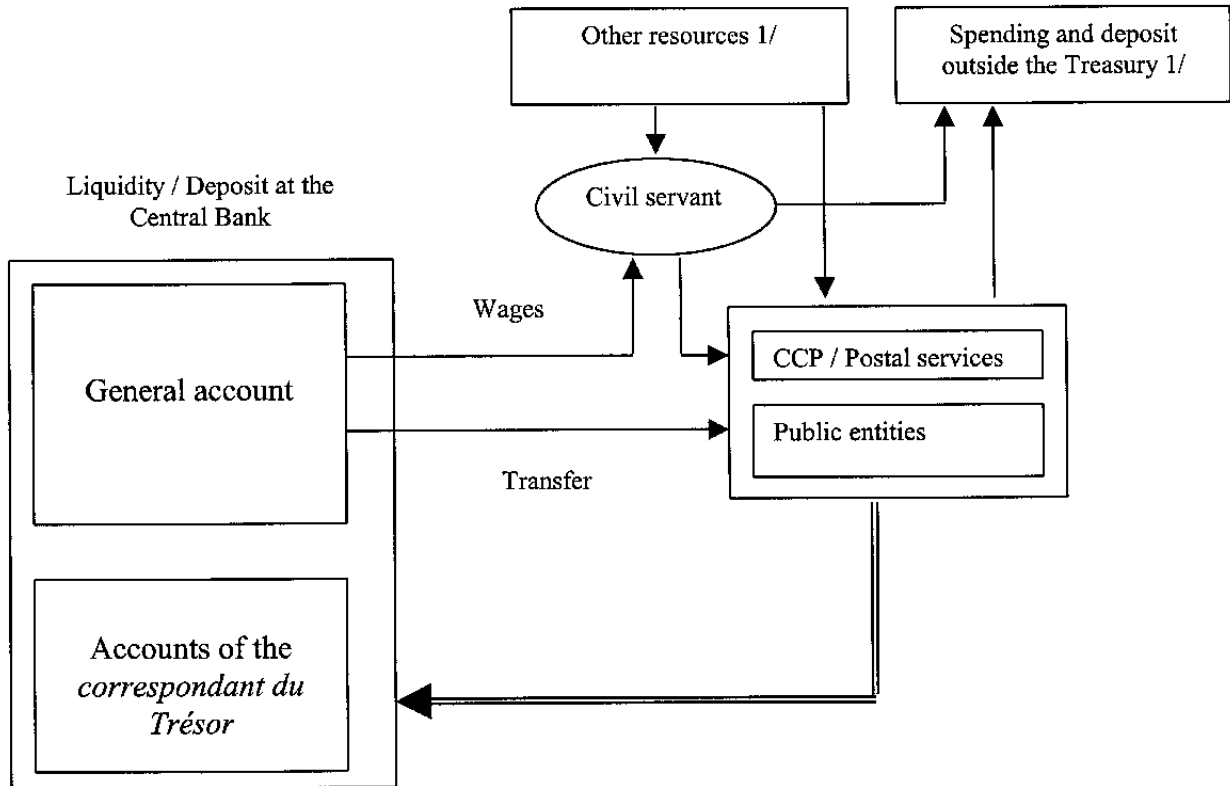 Other resources 1/
Spending and deposit
outside the Treasury 1/
Liquidity / Deposit at the
Central Bank
Civil servant
Wages
General account
CCP / Postal services
Public entities
Transfer
Accounts of the
correspondant du
Trésor